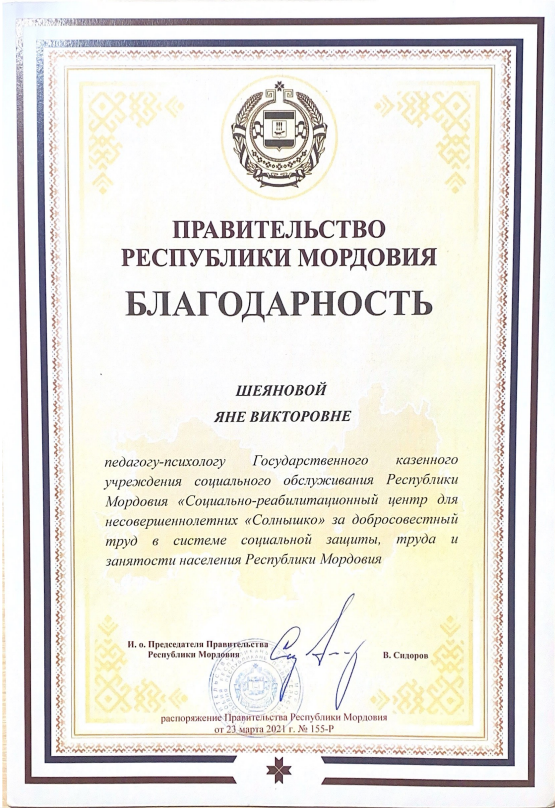 ПРАВИТЕЛЬСТВО
РЕСПУБЛИКИ МОРДОВИЯ
БЛАГОДАРНОСТЬ
ШЕЯНОВОЙ
ЯНЕ ВИКТОРОВНЕ
педагогу-психологу Государственного казенного
учреждения социального обслуживания Республики
Мордовия «Социально-реабилитационный центр для
несовершеннолетних «Солнышко» за добросовестный
труд в системе социальной защиты, труда и
занятости населения Республики Мордовия
И. о. Председателя Правительства
Республики Мордовия
В. Сидоров
распоряжение Правительства Республики Мордовия
от 23 марта 2021 г. № 155-Р